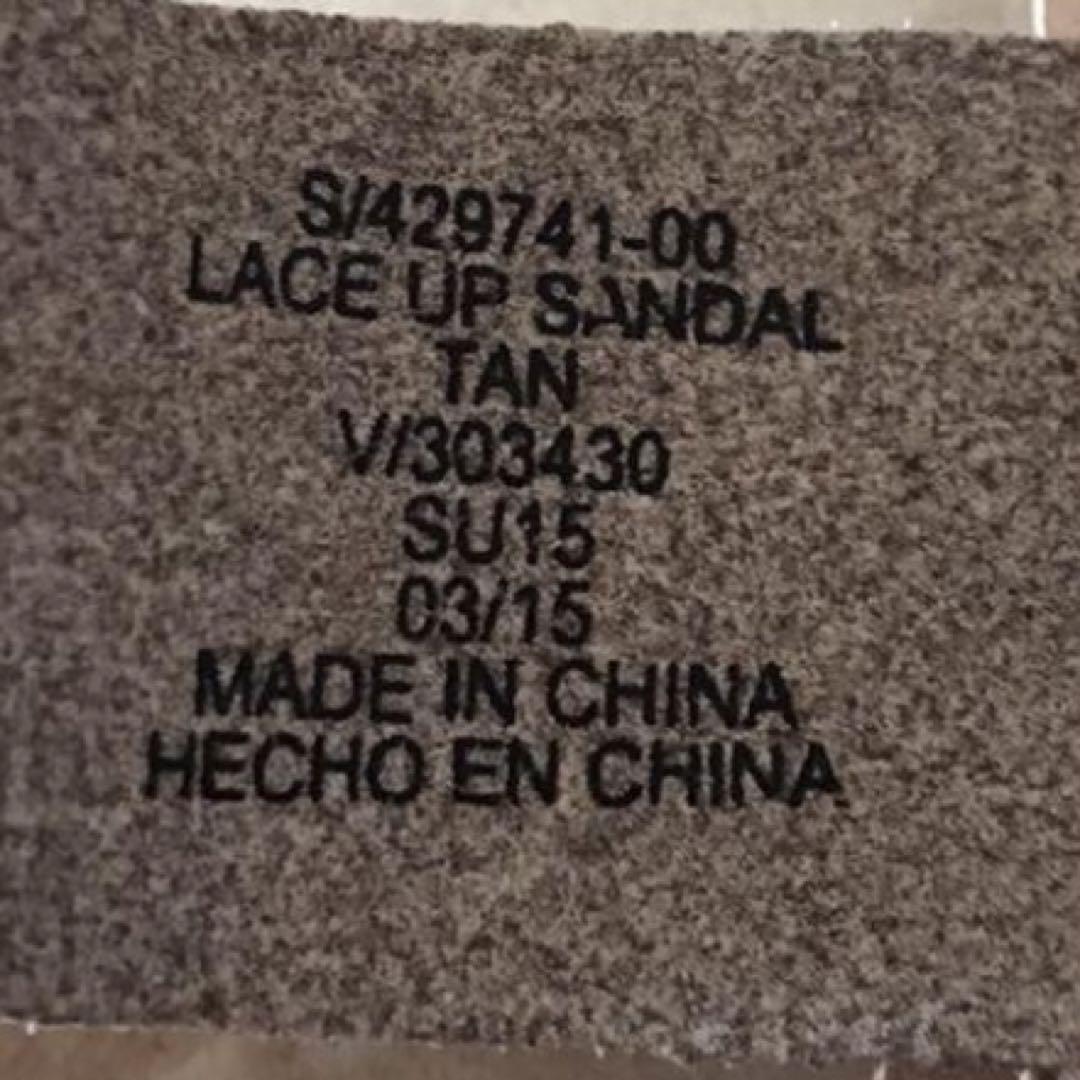 S/429741-00
LACE UP SANDAL
TAN
V/303430
SU15
03/15
MADE IN CHINA
HECHO EN CHINA